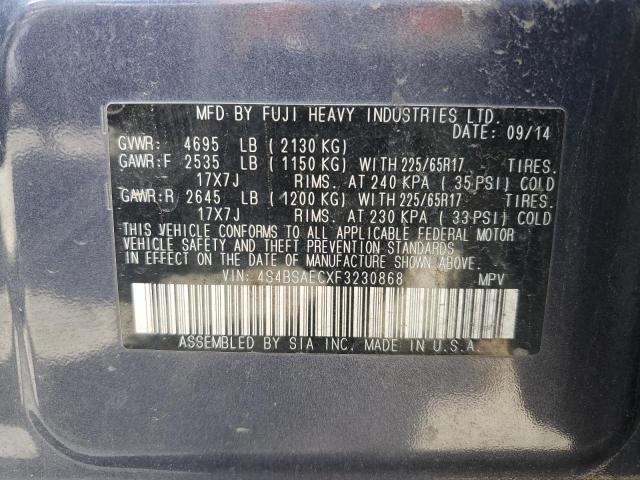 MFD BY FUJI HEAVY INDUSTRIES LTD.
DATE: 09/14
GVWR: 4695 LB (2130 KG)
GAWR:F 2535 LB (1150 KG) WITH 225/65R17 TIRES.
17X7J RIMS. AT 240 KPA (35 PSI) COLD
GAWR:R 2645 LB (1200 KG) WITH 225/65R17 TIRES.
17X7J RIMS. AT 230 KPA (33 PSI) COLD
THIS VEHICLE CONFORMS TO ALL APPLICABLE FEDERAL MOTOR
VEHICLE SAFETY AND THEFT PREVENTION STANDARDS
IN EFFECT ON THE DATE OF MANUFACTURE SHOWN ABOVE.
VIN: 4S4BSAECXF3230868 MPV
ASSEMBLED BY SIA INC. MADE IN U.S.A.